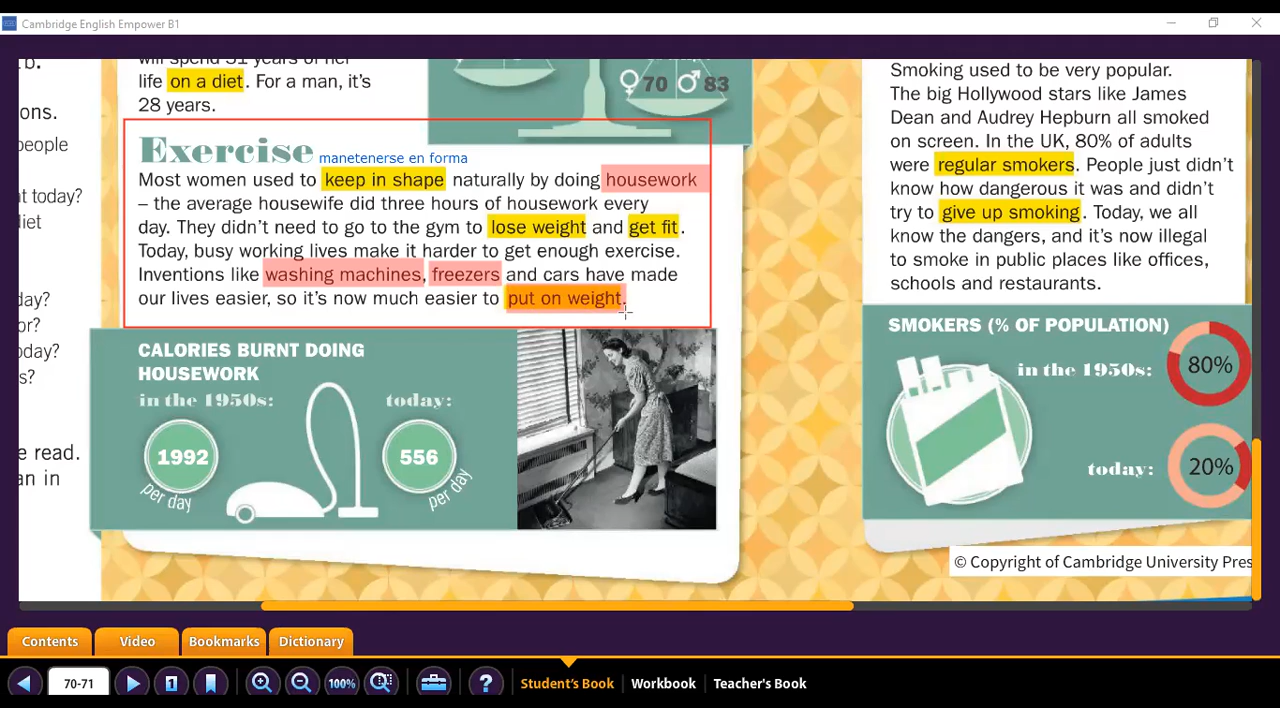 Cambridge English Empower B1
b.
ons.
people
at today?
diet
day?
or?
oday?
s?
e read.
an in
will spend 31 years of her
life on a diet. For a man, it's
28 years.
♀70 ♂83
Exercise manetenerse en forma
Most women used to keep in shape naturally by doing housework
– the average housewife did three hours of housework every
day. They didn't need to go to the gym to lose weight and get fit.
Today, busy working lives make it harder to get enough exercise.
Inventions like washing machines, freezers and cars have made
our lives easier, so it's now much easier to put on weight.
CALORIES BURNT DOING
HOUSEWORK
in the 1950s: today:
1992 556
per day per day
Smoking used to be very popular.
The big Hollywood stars like James
Dean and Audrey Hepburn all smoked
on screen. In the UK, 80% of adults
were regular smokers. People just didn't
know how dangerous it was and didn't
try to give up smoking. Today, we all
know the dangers, and it's now illegal
to smoke in public places like offices,
schools and restaurants.
SMOKERS (% OF POPULATION)
in the 1950s: 80%
today: 20%
© Copyright of Cambridge University Pres
Contents Video Bookmarks Dictionary
70-71 1 100% ? Student's Book Workbook Teacher's Book